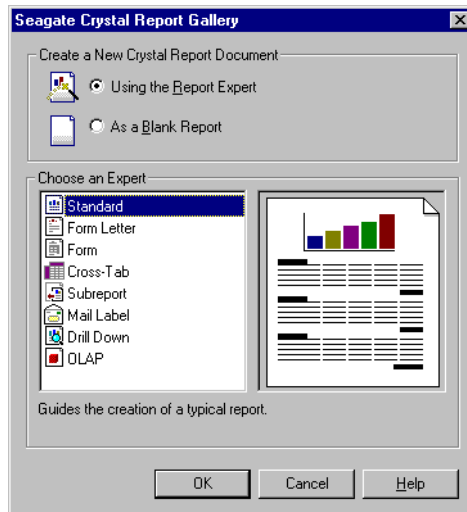 Seagate Crystal Report Gallery
Create a New Crystal Report Document
Using the Report Expert
As a Blank Report
Choose an Expert
Standard
Form Letter
Form
Cross-Tab
Subreport
Mail Label
Drill Down
OLAP
Guides the creation of a typical report.
OK Cancel Help